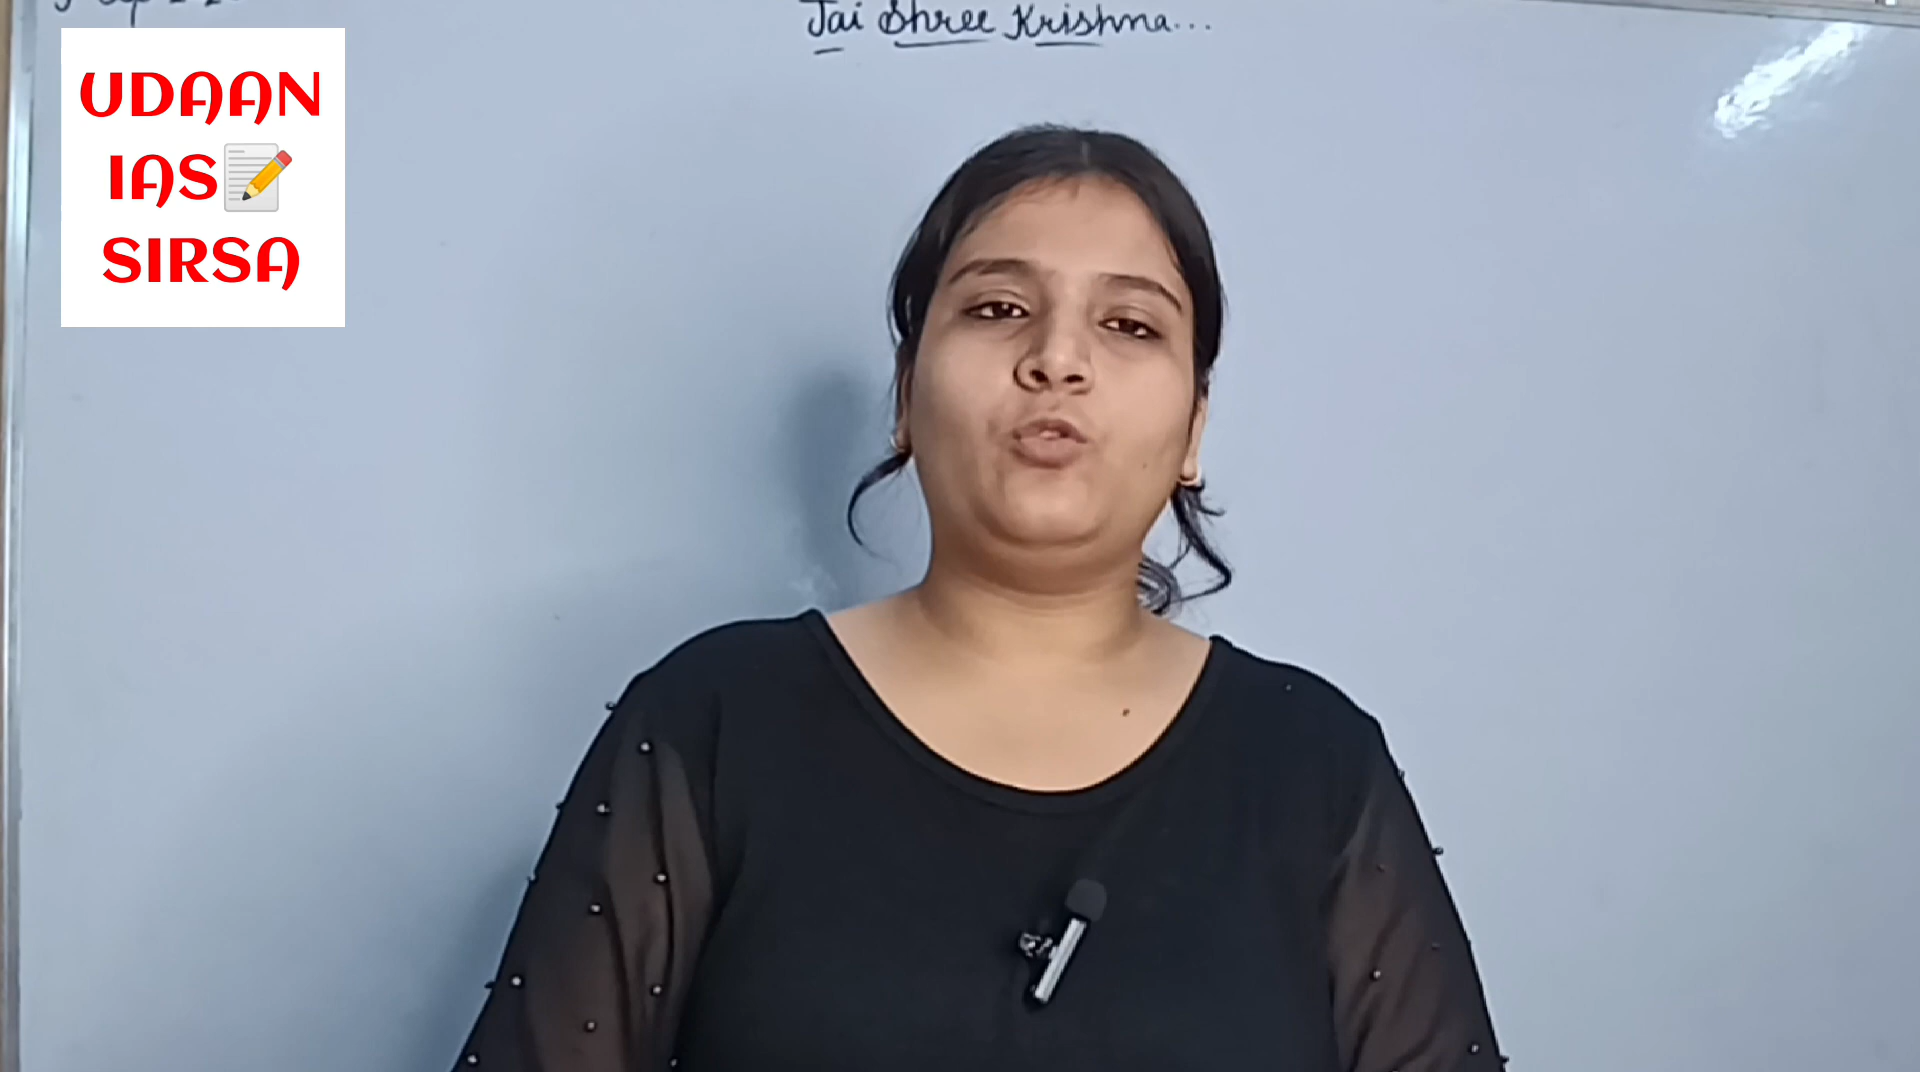 Jai Shree Krishna...
UDAAN
IAS📝
SIRSA